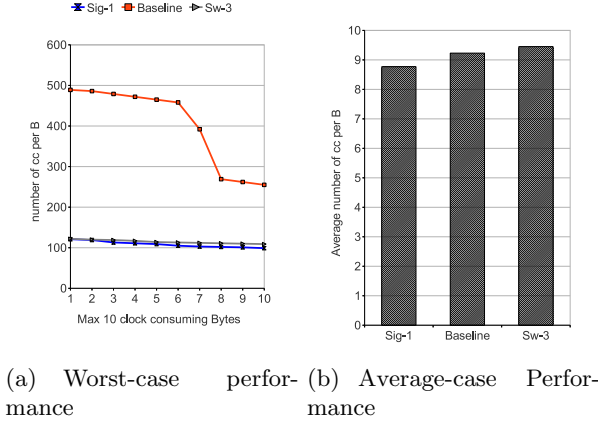 Sig-1 Baseline Sw-3
600
500
400
300
200
100
0
number of cc per B
1 2 3 4 5 6 7 8 9 10
Max 10 clock consuming Bytes
10
9
8
7
6
5
4
3
2
1
0
Average number of cc per B
Sig-1 Baseline Sw-3
(a) Worst-case perfor-
mance
(b) Average-case Perfor-
mance